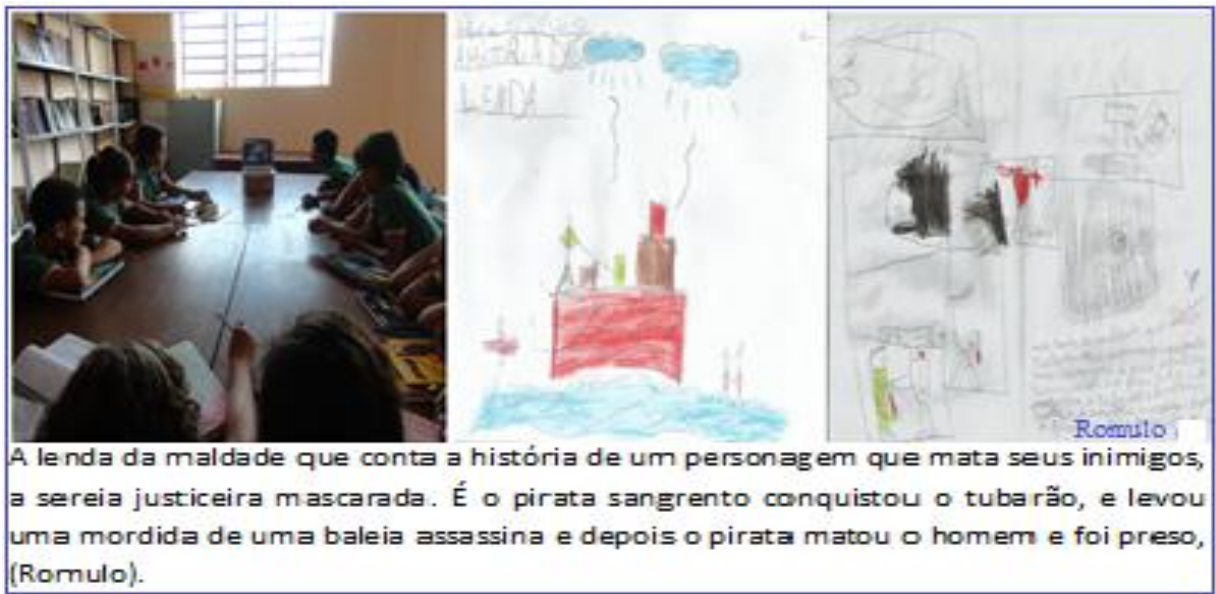 LENDA
Romulo
A lenda da maldade que conta a história de um personagem que mata seus inimigos,
a sereia justiceira mascarada. É o pirata sangrento conquistou o tubarão, e levou
uma mordida de uma baleia assassina e depois o pirata matou o homem e foi preso,
(Romulo).